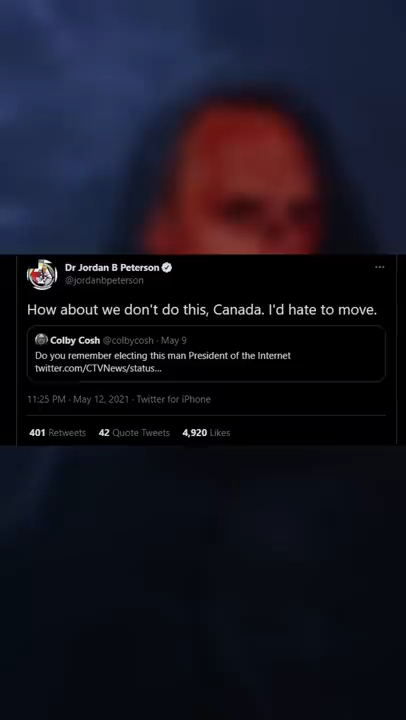 Dr Jordan B Peterson
@jordanbpeterson
How about we don't do this, Canada. I'd hate to move.
Colby Cosh @colbycosh · May 9
Do you remember electing this man President of the Internet
twitter.com/CTVNews/status...
11:25 PM · May 12, 2021 · Twitter for iPhone
401 Retweets 42 Quote Tweets 4,920 Likes